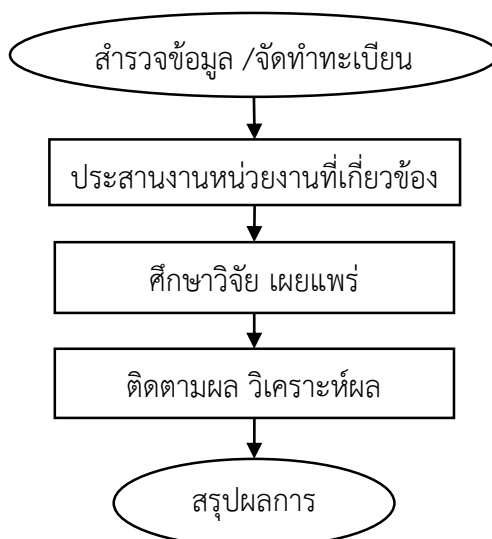 สำรวจข้อมูล /จัดทำทะเบียน
ประสานงานหน่วยงานที่เกี่ยวข้อง
ศึกษาวิจัย เผยแพร่
ติดตามผล วิเคราะห์ผล
สรุปผลการ